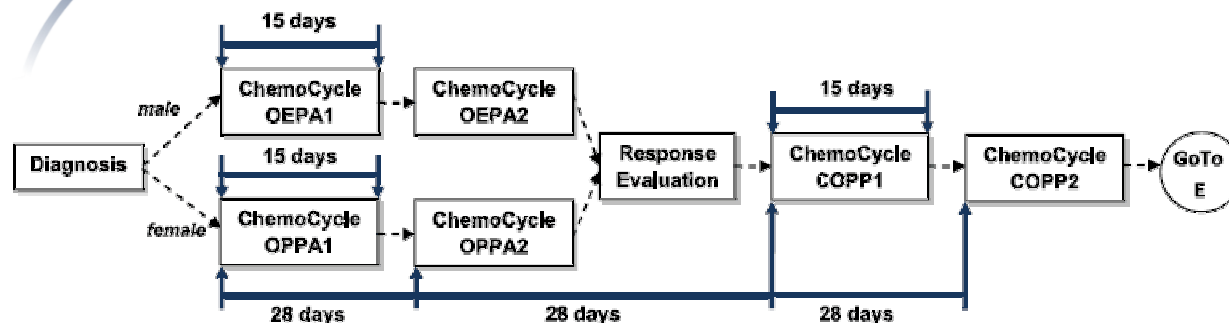 15 days
ChemoCycle
OEPA1
ChemoCycle
OEPA2
male
15 days
Diagnosis
15 days
Response
Evaluation
ChemoCycle
COPP1
ChemoCycle
COPP2
GoTo
E
female
ChemoCycle
OPPA1
ChemoCycle
OPPA2
28 days
28 days
28 days